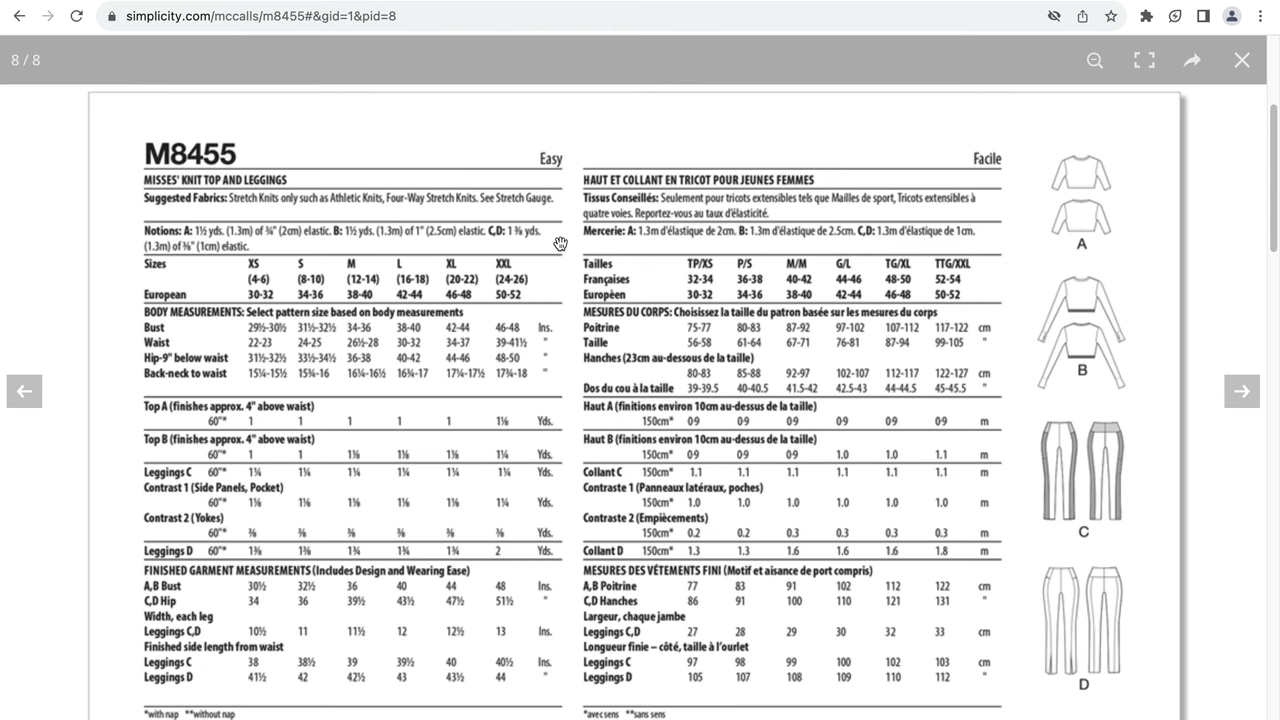 simplicity.com/mccalls/m8455#&gid=1&pid=8
8 / 8
M8455 Easy
MISSES' KNIT TOP AND LEGGINGS
Suggested Fabrics: Stretch Knits only such as Athletic Knits, Four-Way Stretch Knits. See Stretch Gauge.
Notions: A: 1½ yds. (1.3m) of ¾" (2cm) elastic. B: 1½ yds. (1.3m) of 1" (2.5cm) elastic. C,D: 1 ⅜ yds.
(1.3m) of ⅜" (1cm) elastic.
Sizes XS S M L XL XXL
(4-6) (8-10) (12-14) (16-18) (20-22) (24-26)
European 30-32 34-36 38-40 42-44 46-48 50-52
BODY MEASUREMENTS: Select pattern size based on body measurements
Bust 29½-30½ 31½-32½ 34-36 38-40 42-44 46-48 Ins.
Waist 22-23 24-25 26½-28 30-32 34-37 39-41½ "
Hip-9" below waist 31½-32½ 33½-34½ 36-38 40-42 44-46 48-50 "
Back-neck to waist 15¼-15½ 15¾-16 16¼-16½ 16¾-17 17¼-17½ 17¾-18 "
Top A (finishes approx. 4" above waist)
60"* 1 1 1 1 1 1⅛ Yds.
Top B (finishes approx. 4" above waist)
60"* 1 1 1⅛ 1⅛ 1⅛ 1¼ Yds.
Leggings C 60"* 1¼ 1¼ 1¼ 1¼ 1¼ 1¼ Yds.
Contrast 1 (Side Panels, Pocket)
60"* 1⅛ 1⅛ 1⅛ 1⅛ 1⅛ 1¼ Yds.
Contrast 2 (Yokes)
60"* ⅜ ⅜ ⅜ ⅜ ⅜ ⅜ Yds.
Leggings D 60"* 1⅜ 1⅜ 1¾ 1¾ 1¾ 2 Yds.
FINISHED GARMENT MEASUREMENTS (Includes Design and Wearing Ease)
A,B Bust 30½ 32½ 36 40 44 48 Ins.
C,D Hip 34 36 39½ 43½ 47½ 51½ "
Width, each leg
Leggings C,D 10½ 11 11½ 12 12½ 13 Ins.
Finished side length from waist
Leggings C 38 38½ 39 39½ 40 40½ Ins.
Leggings D 41½ 42 42½ 43 43½ 44 "
*with nap **without nap
Facile
HAUT ET COLLANT EN TRICOT POUR JEUNES FEMMES
Tissus Conseillés: Seulement pour tricots extensibles tels que Mailles de sport, Tricots extensibles à
quatre voies. Reportez-vous au taux d'élasticité.
Mercerie: A: 1.3m d'élastique de 2cm. B: 1.3m d'élastique de 2.5cm. C,D: 1.3m d'élastique de 1cm.
Tailles TP/XS P/S M/M G/L TG/XL TTG/XXL
Françaises 32-34 36-38 40-42 44-46 48-50 52-54
Europèen 30-32 34-36 38-40 42-44 46-48 50-52
MESURES DU CORPS: Choisissez la taille du patron basée sur les mesures du corps
Poitrine 75-77 80-83 87-92 97-102 107-112 117-122 cm
Taille 56-58 61-64 67-71 76-81 87-94 99-105 "
Hanches (23cm au-dessous de la taille)
80-83 85-88 92-97 102-107 112-117 122-127 cm
Dos du cou à la taille 39-39.5 40-40.5 41.5-42 42.5-43 44-44.5 45-45.5 "
Haut A (finitions environ 10cm au-dessus de la taille)
150cm* 0.9 0.9 0.9 0.9 0.9 0.9 m
Haut B (finitions environ 10cm au-dessus de la taille)
150cm* 0.9 0.9 0.9 1.0 1.0 1.1 m
Collant C 150cm* 1.1 1.1 1.1 1.1 1.1 1.1 m
Contraste 1 (Panneaux latéraux, poches)
150cm* 1.0 1.0 1.0 1.0 1.0 1.0 m
Contraste 2 (Empiècements)
150cm* 0.2 0.2 0.3 0.3 0.3 0.3 m
Collant D 150cm* 1.3 1.3 1.6 1.6 1.6 1.8 m
MESURES DES VÉTEMENTS FINI (Motif et aisance de port compris)
A,B Poitrine 77 83 91 102 112 122 cm
C,D Hanches 86 91 100 110 121 131 "
Largeur, chaque jambe
Leggings C,D 27 28 29 30 32 33 cm
Longueur finie – côté, taille à l'ourlet
Leggings C 97 98 99 100 102 103 cm
Leggings D 105 107 108 109 110 112 "
*avec sens **sans sens
A
B
C
D